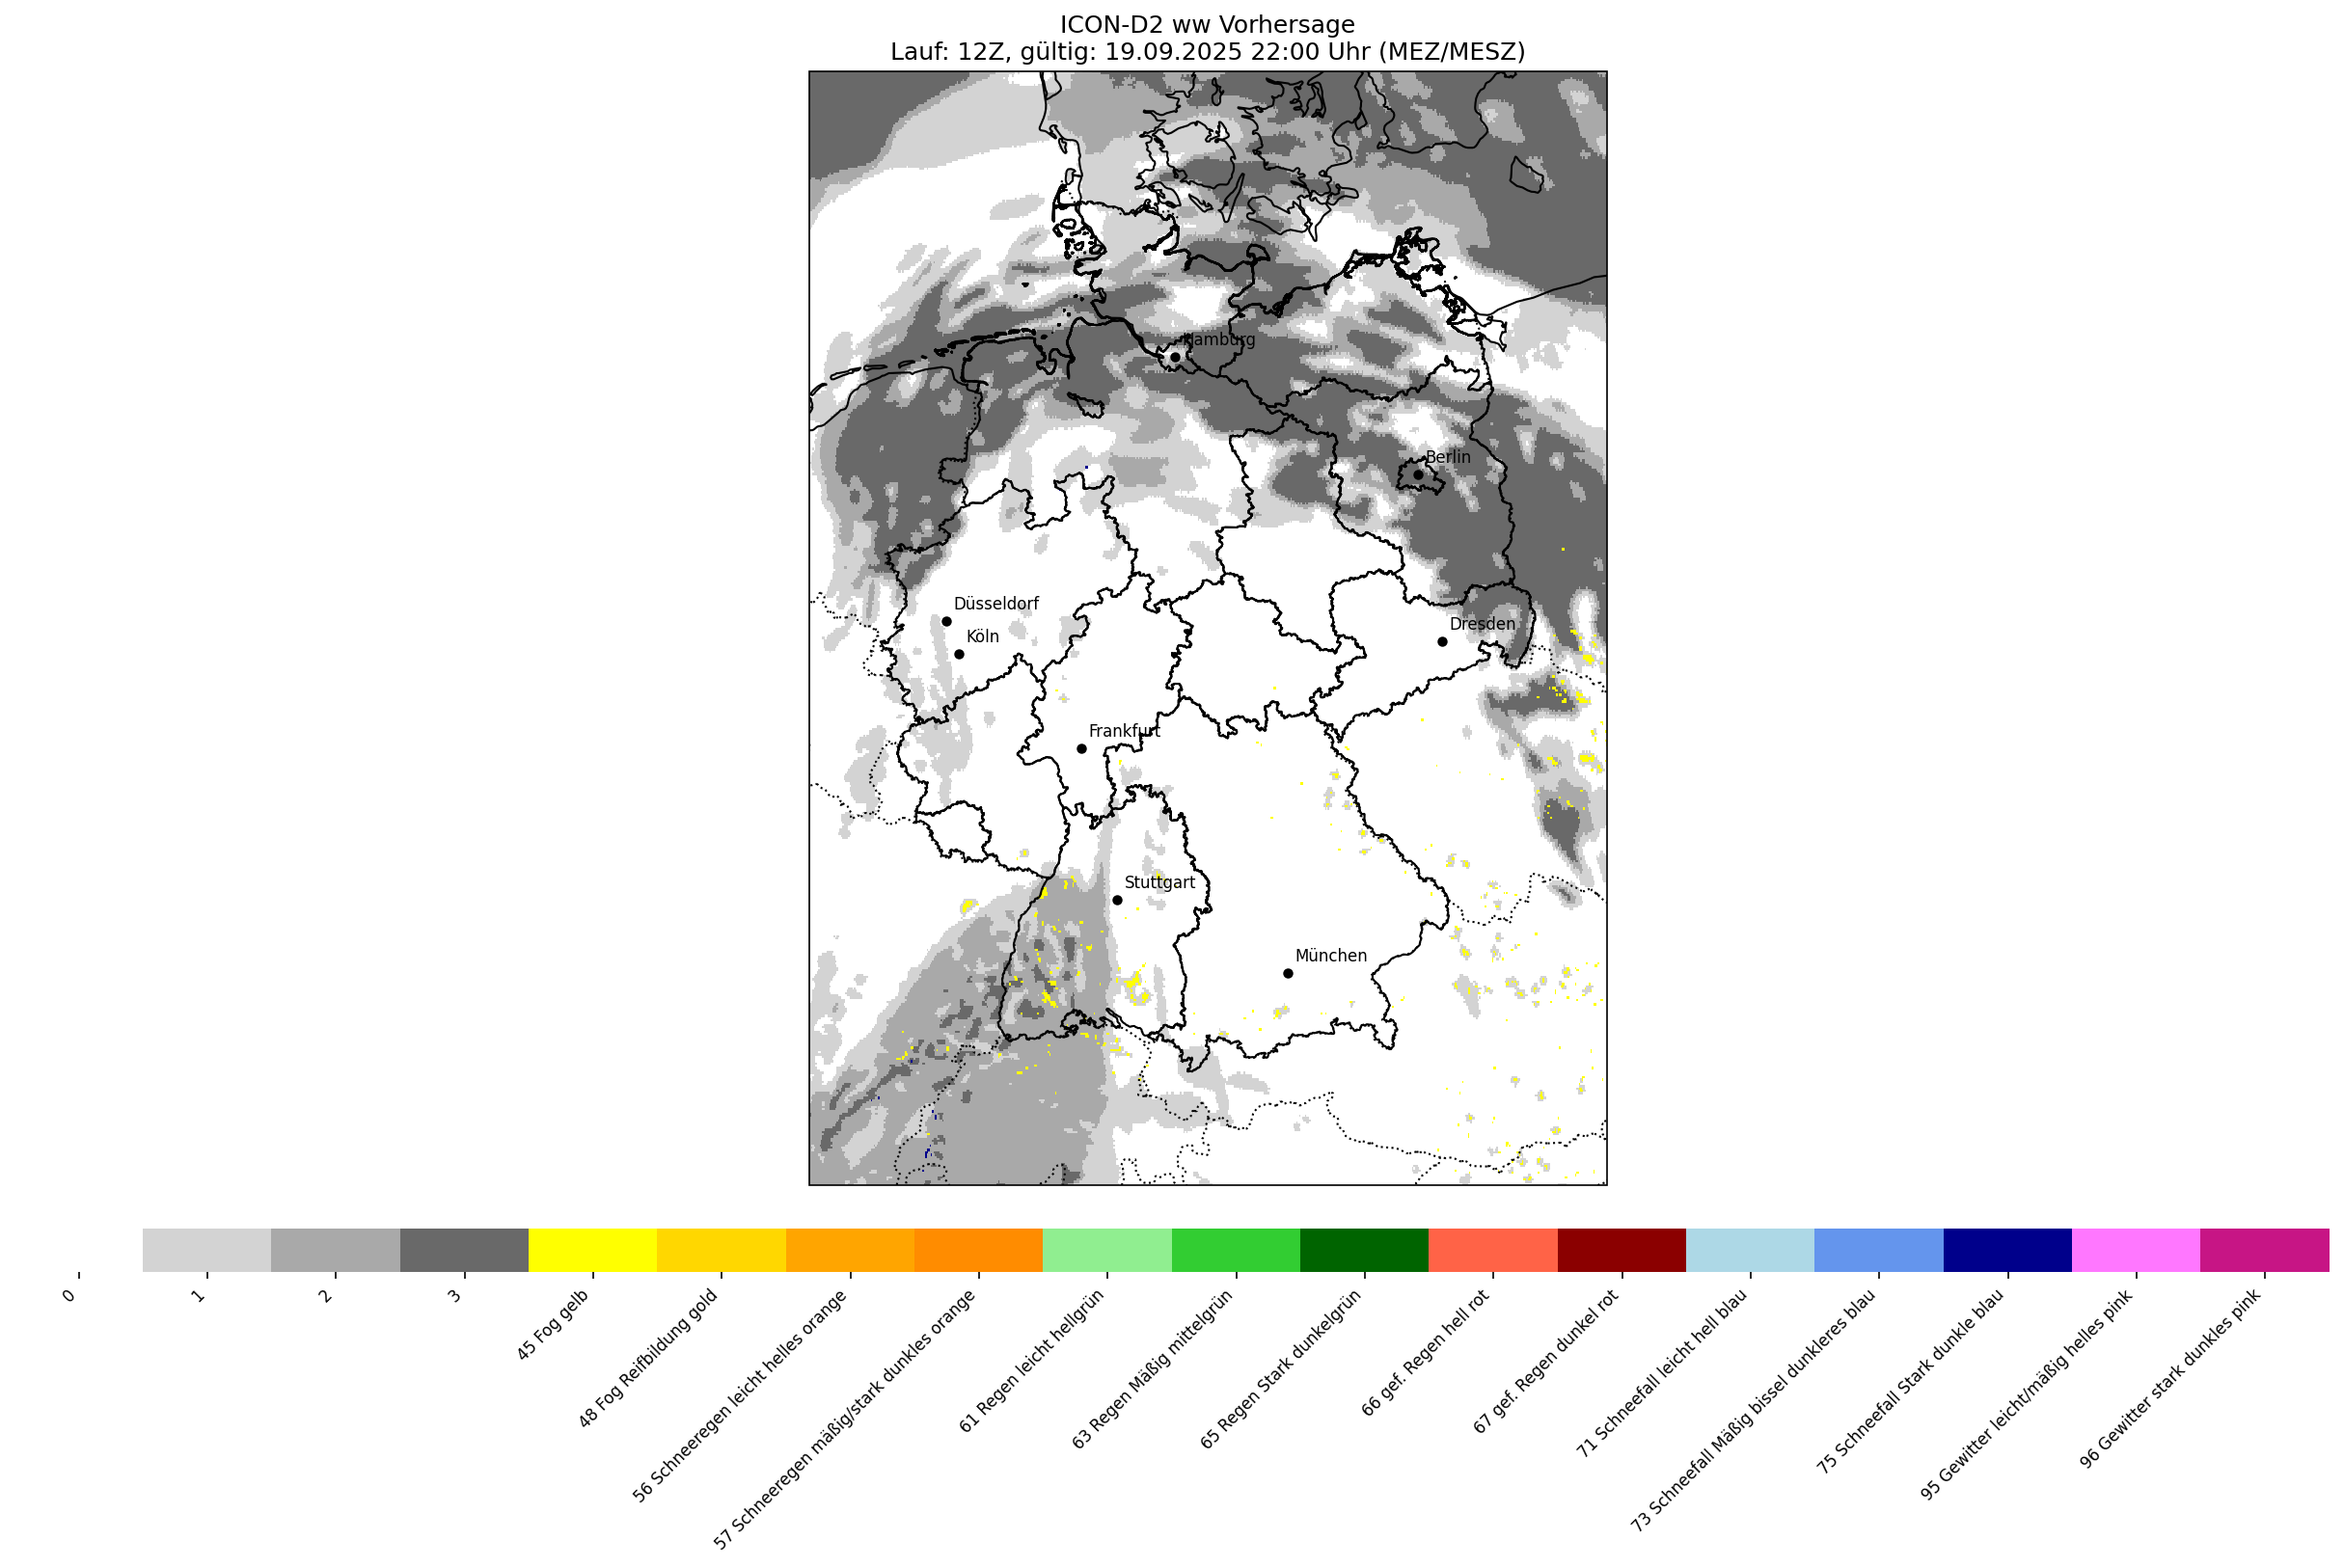 ICON-D2 ww Vorhersage
Lauf: 12Z, gültig: 19.09.2025 22:00 Uhr (MEZ/MESZ)
Hamburg
Berlin
Düsseldorf
Köln
Dresden
Frankfurt
Stuttgart
München
0
1
2
3
45 Fog gelb
48 Fog Reifbildung gold
56 Schneeregen leicht helles orange
57 Schneeregen mäßig/stark dunkles orange
61 Regen leicht hellgrün
63 Regen Mäßig mittelgrün
65 Regen Stark dunkelgrün
66 gef. Regen hell rot
67 gef. Regen dunkel rot
71 Schneefall leicht hell blau
73 Schneefall Mäßig bissel dunkleres blau
75 Schneefall Stark dunkle blau
95 Gewitter leicht/mäßig helles pink
96 Gewitter stark dunkles pink